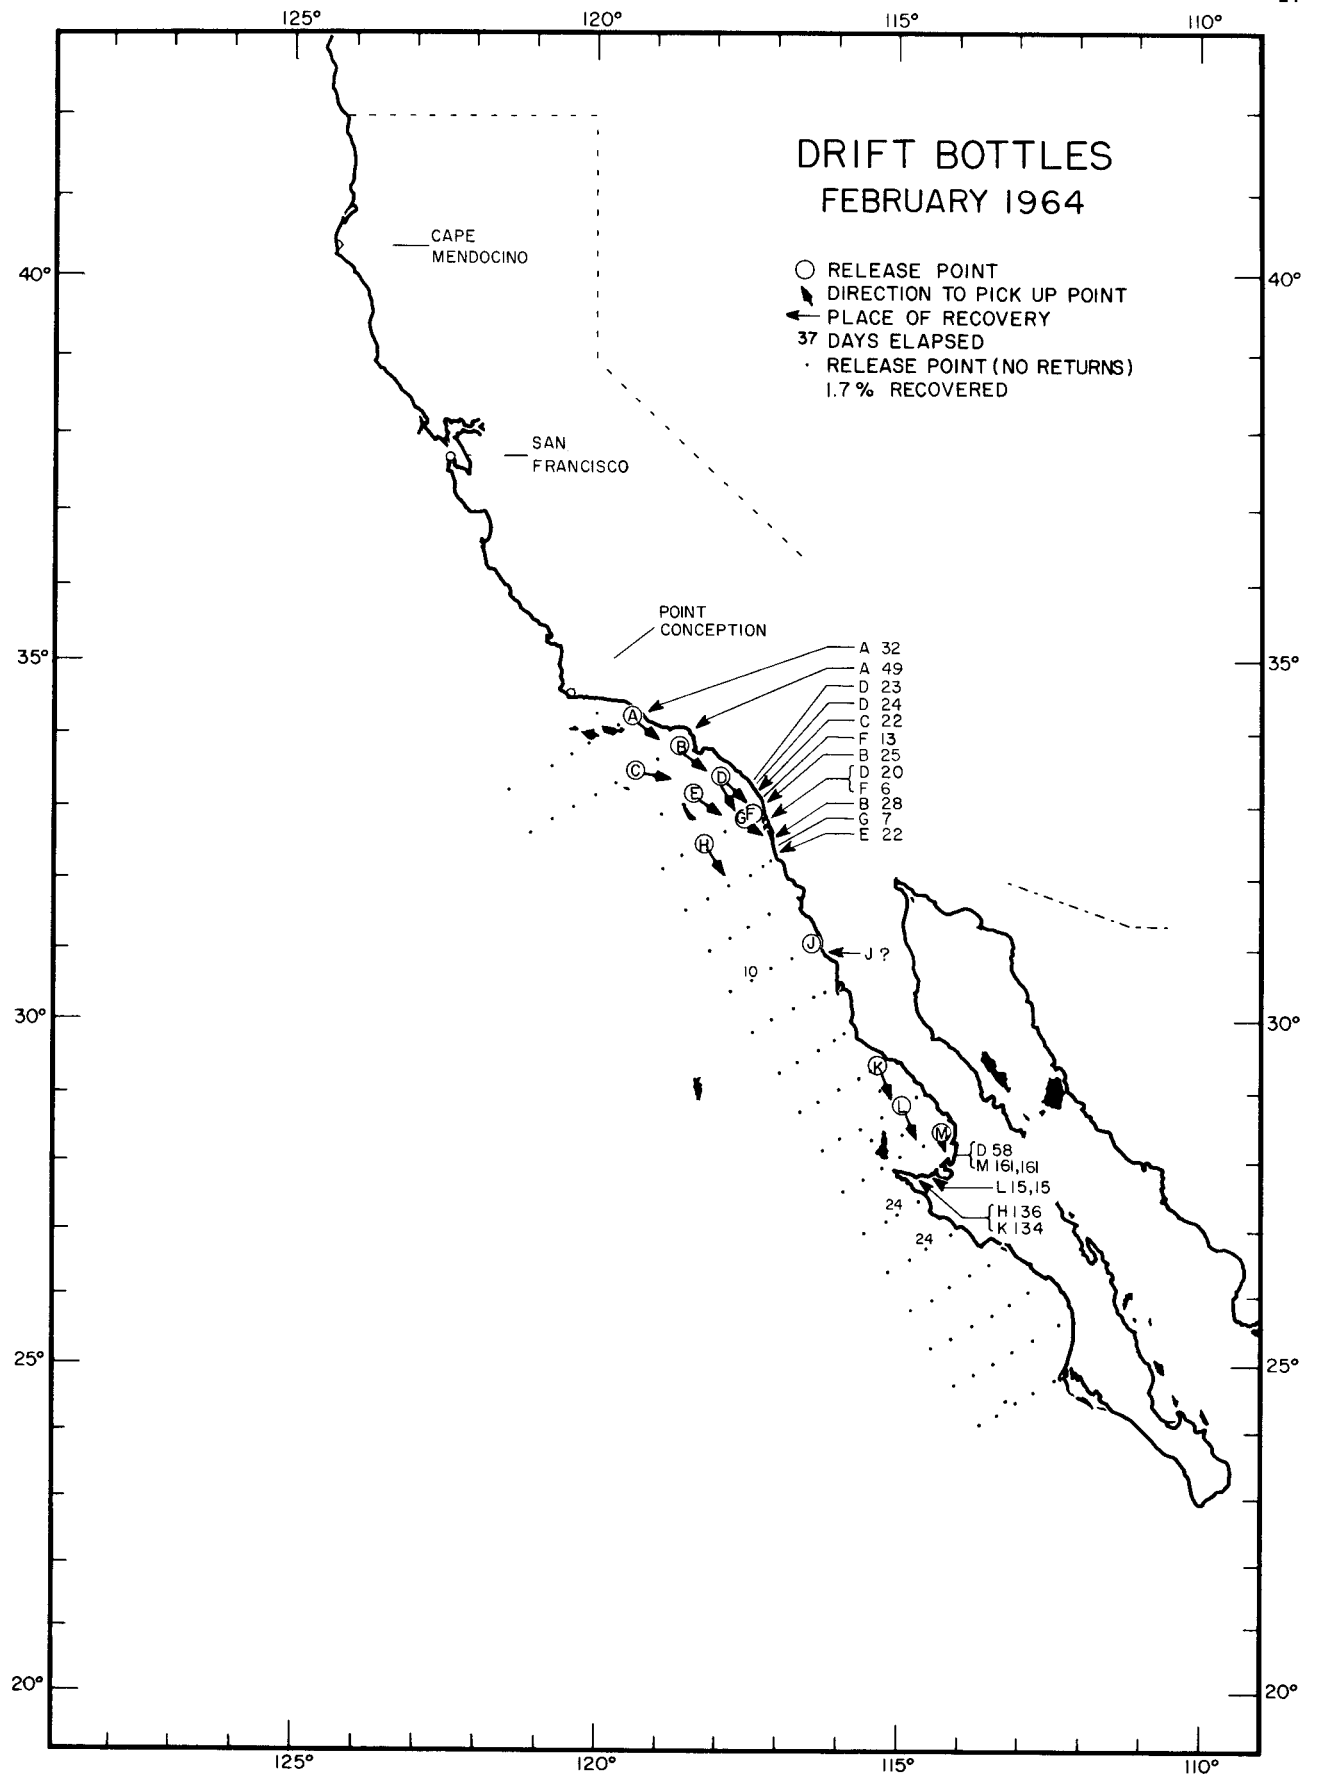 125° 120° 115° 110°
DRIFT BOTTLES
FEBRUARY 1964
RELEASE POINT
DIRECTION TO PICK UP POINT
PLACE OF RECOVERY
37 DAYS ELAPSED
RELEASE POINT (NO RETURNS)
1.7% RECOVERED
CAPE
MENDOCINO
40° 40°
SAN
FRANCISCO
POINT
CONCEPTION
35° 35°
A 32
A 49
D 23
D 24
C 22
F 13
B 25
D 20
F 6
B 28
G 7
E 22
A
B
C
D
E
F
G
H
J
J ?
10
30° 30°
K
L
M
D 58
M 161,161
L 15,15
H 136
K 134
24
24
25° 25°
20° 20°
125° 120° 115° 110°